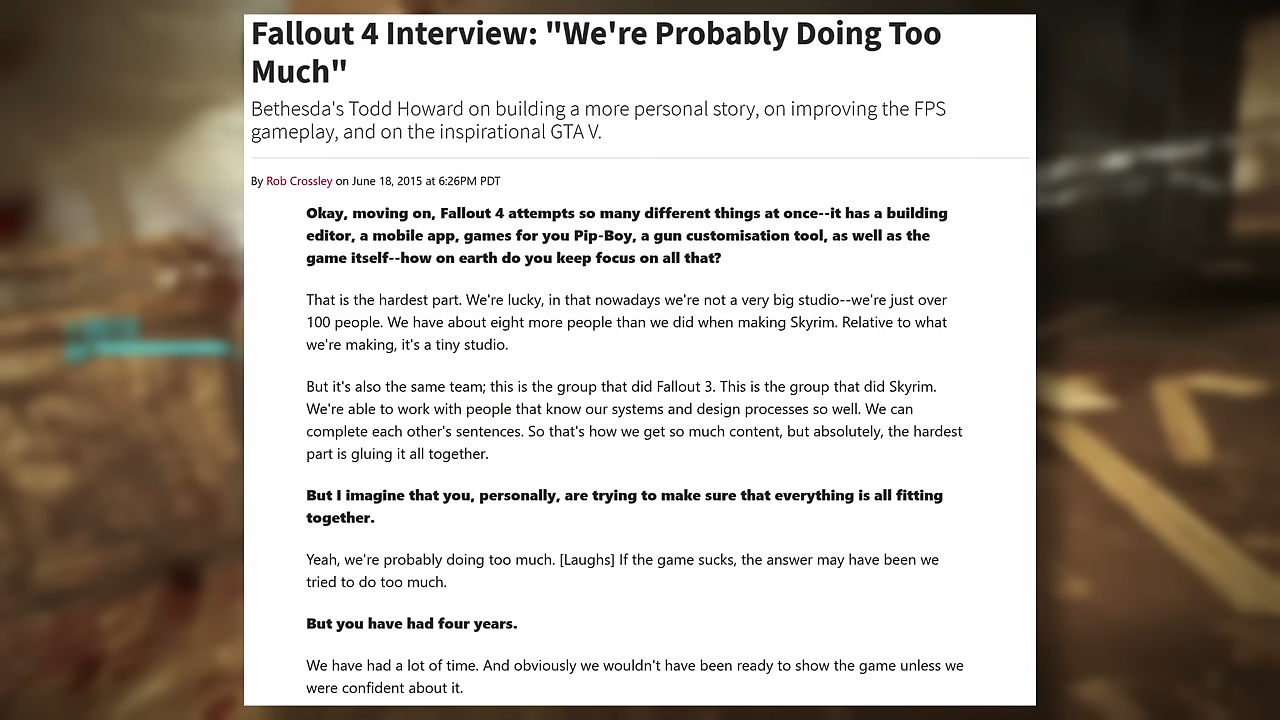 Fallout 4 Interview: "We're Probably Doing Too
Much"
Bethesda's Todd Howard on building a more personal story, on improving the FPS
gameplay, and on the inspirational GTA V.
By Rob Crossley on June 18, 2015 at 6:26PM PDT
Okay, moving on, Fallout 4 attempts so many different things at once--it has a building
editor, a mobile app, games for you Pip-Boy, a gun customisation tool, as well as the
game itself--how on earth do you keep focus on all that?
That is the hardest part. We're lucky, in that nowadays we're not a very big studio--we're just over
100 people. We have about eight more people than we did when making Skyrim. Relative to what
we're making, it's a tiny studio.
But it's also the same team; this is the group that did Fallout 3. This is the group that did Skyrim.
We're able to work with people that know our systems and design processes so well. We can
complete each other's sentences. So that's how we get so much content, but absolutely, the hardest
part is gluing it all together.
But I imagine that you, personally, are trying to make sure that everything is all fitting
together.
Yeah, we're probably doing too much. [Laughs] If the game sucks, the answer may have been we
tried to do too much.
But you have had four years.
We have had a lot of time. And obviously we wouldn't have been ready to show the game unless we
were confident about it.